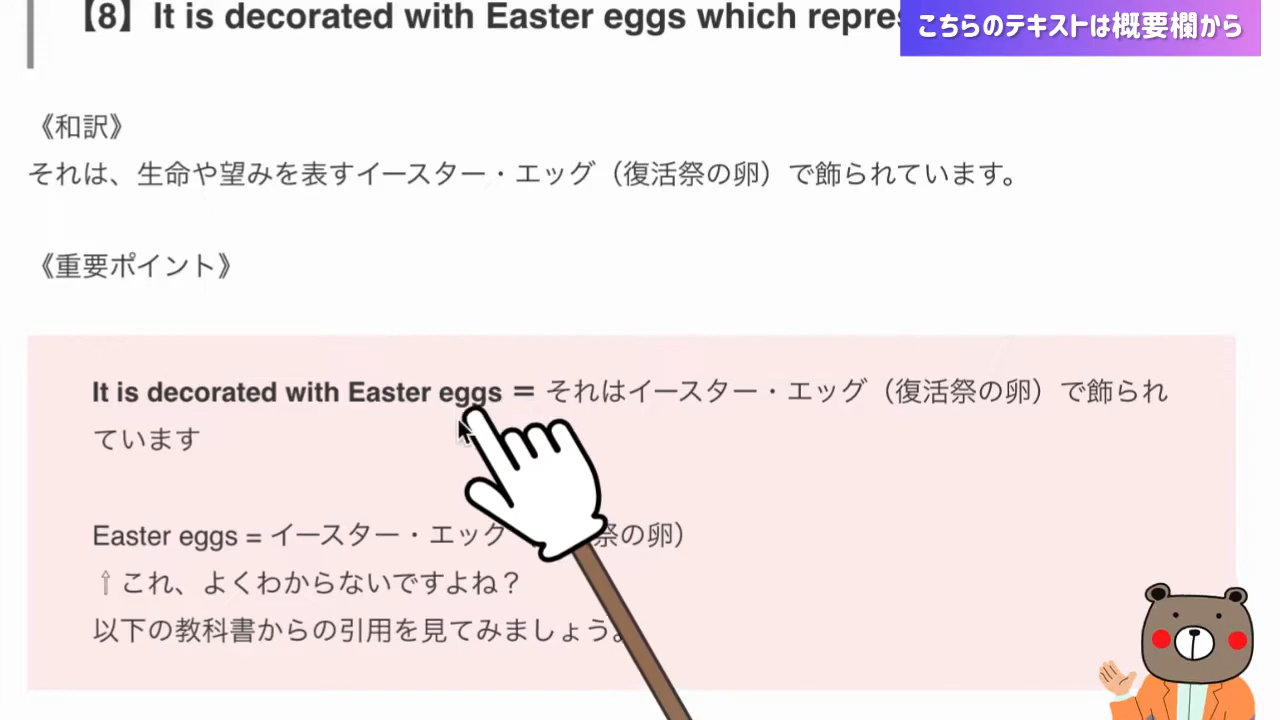 【8】It is decorated with Easter eggs which
こちらのテキストは概要欄から
《和訳》
それは、生命や望みを表すイースター・エッグ（復活祭の卵）で飾られています。
《重要ポイント》
It is decorated with Easter eggs = それはイースター・エッグ（復活祭の卵）で飾られ
ています
Easter eggs = イースター・エッグ 祭の卵）
↑これ、よくわからないですよね？
以下の教科書からの引用を見てみましょう。